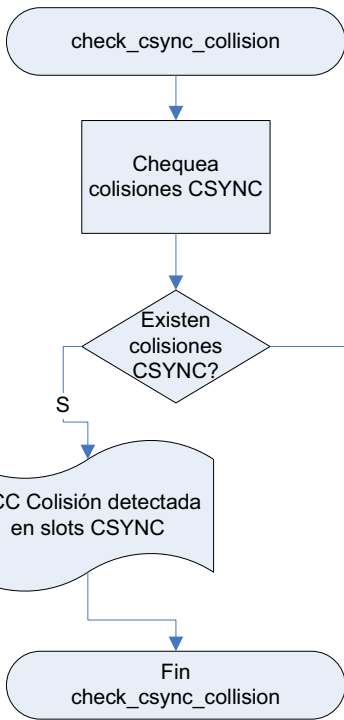 check_csync_collision
Chequea
colisiones CSYNC
Existen
colisiones
CSYNC?
S
Colisión detectada
en slots CSYNC
Fin
check_csync_collision